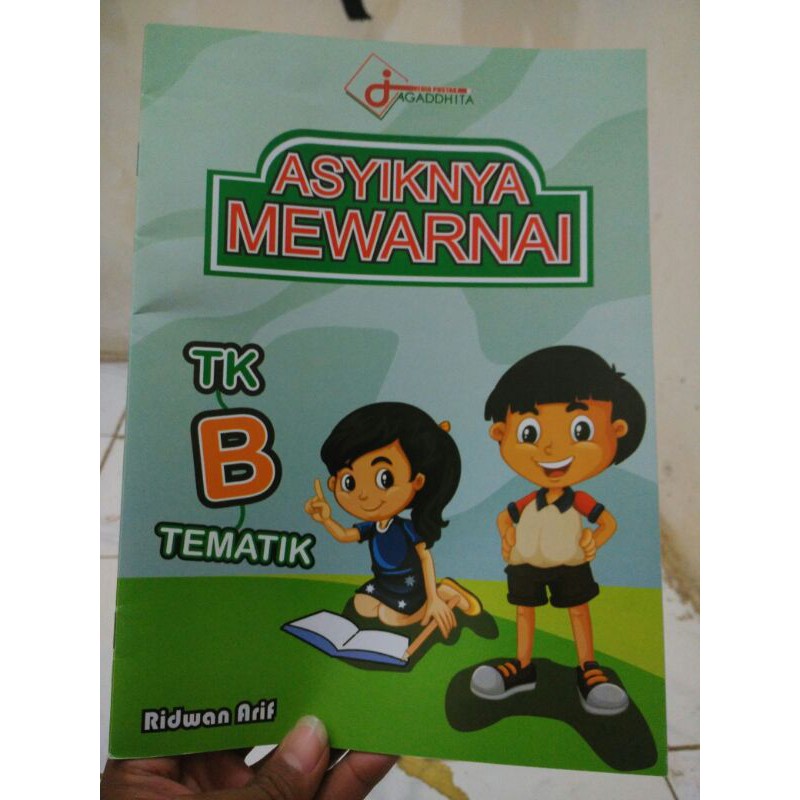 JAGADDHITA
ASYIKNYA
MEWARNAI
TK
B
TEMATIK
Ridwan Arif